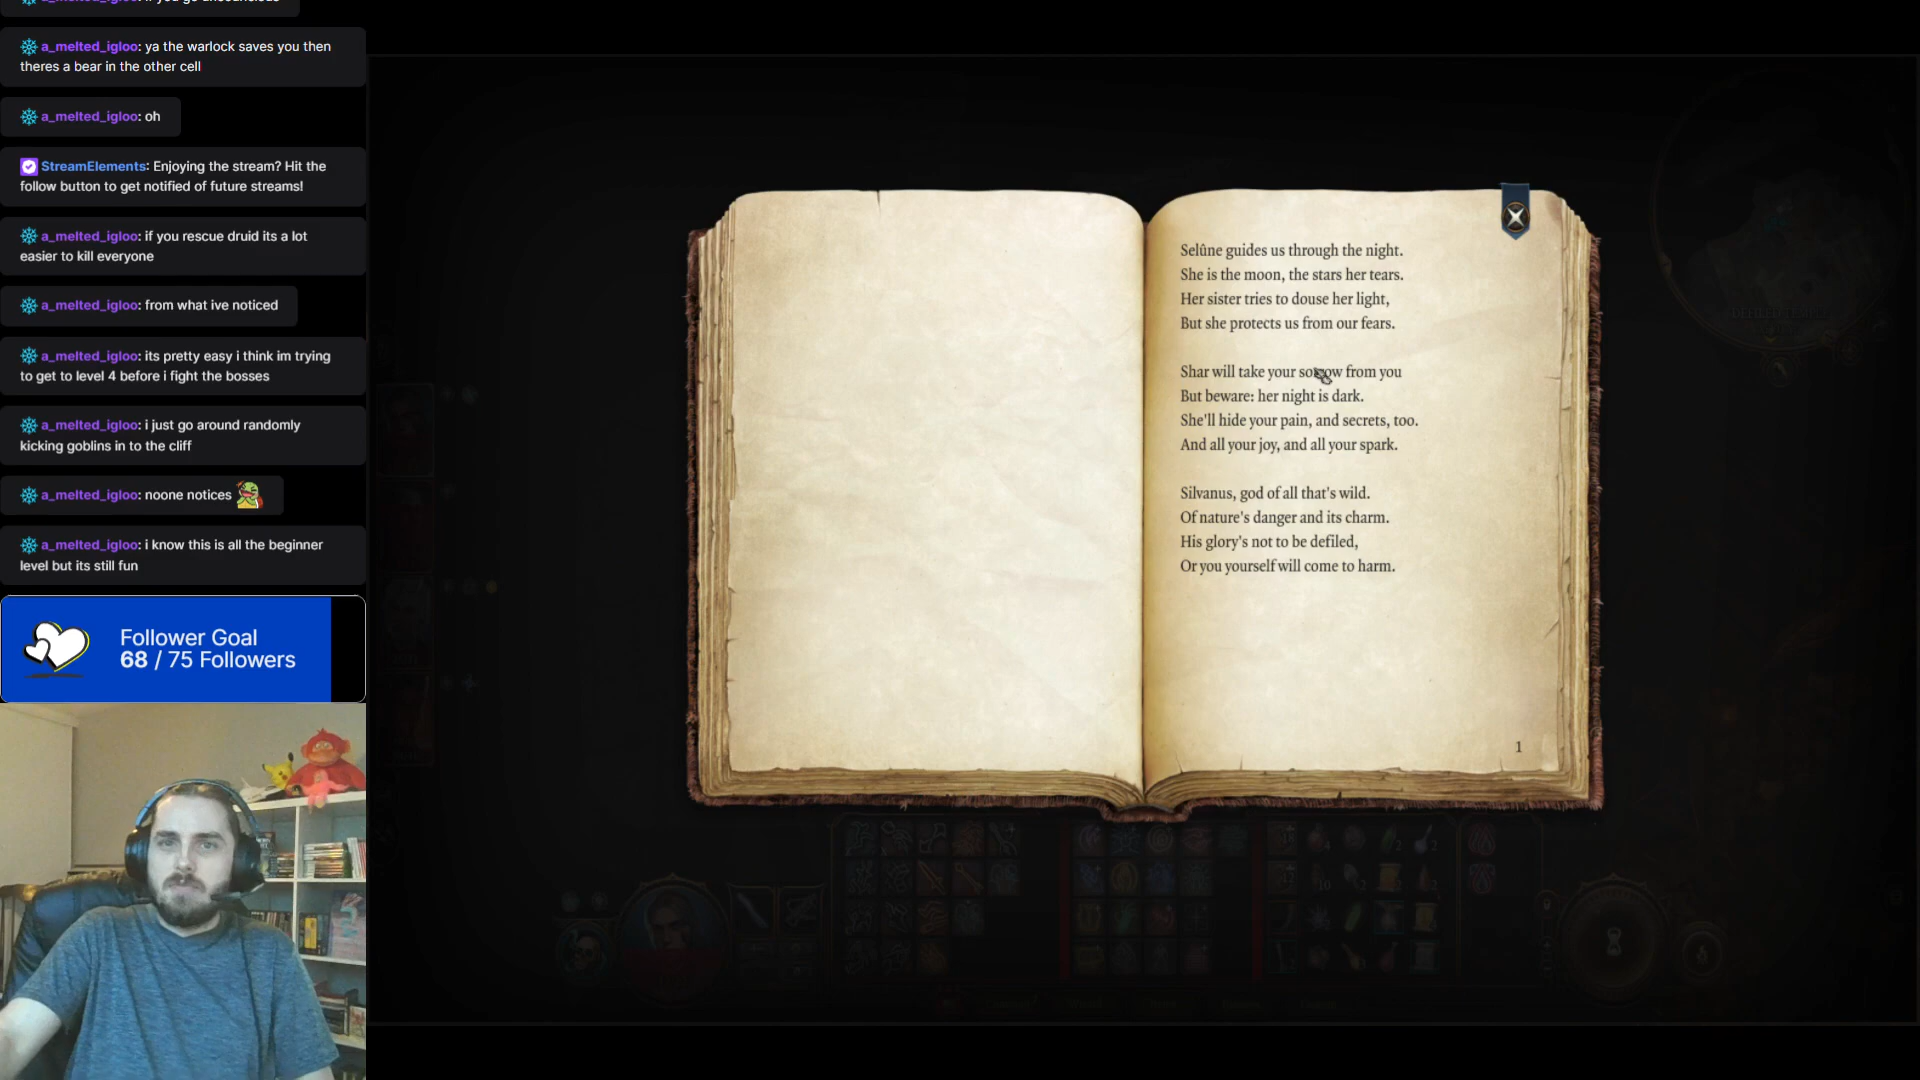 a_melted_igloo: ya the warlock saves you then
theres a bear in the other cell
a_melted_igloo: oh
StreamElements: Enjoying the stream? Hit the
follow button to get notified of future streams!
a_melted_igloo: if you rescue druid its a lot
easier to kill everyone
a_melted_igloo: from what ive noticed
a_melted_igloo: its pretty easy i think im trying
to get to level 4 before i fight the bosses
a_melted_igloo: i just go around randomly
kicking goblins in to the cliff
a_melted_igloo: noone notices
a_melted_igloo: i know this is all the beginner
level but its still fun
Follower Goal
68 / 75 Followers
Selûne guides us through the night.
She is the moon, the stars her tears.
Her sister tries to douse her light,
But she protects us from our fears.
Shar will take your sorrow from you
But beware: her night is dark.
She'll hide your pain, and secrets, too.
And all your joy, and all your spark.
Silvanus, god of all that's wild.
Of nature's danger and its charm.
His glory's not to be defiled,
Or you yourself will come to harm.
1